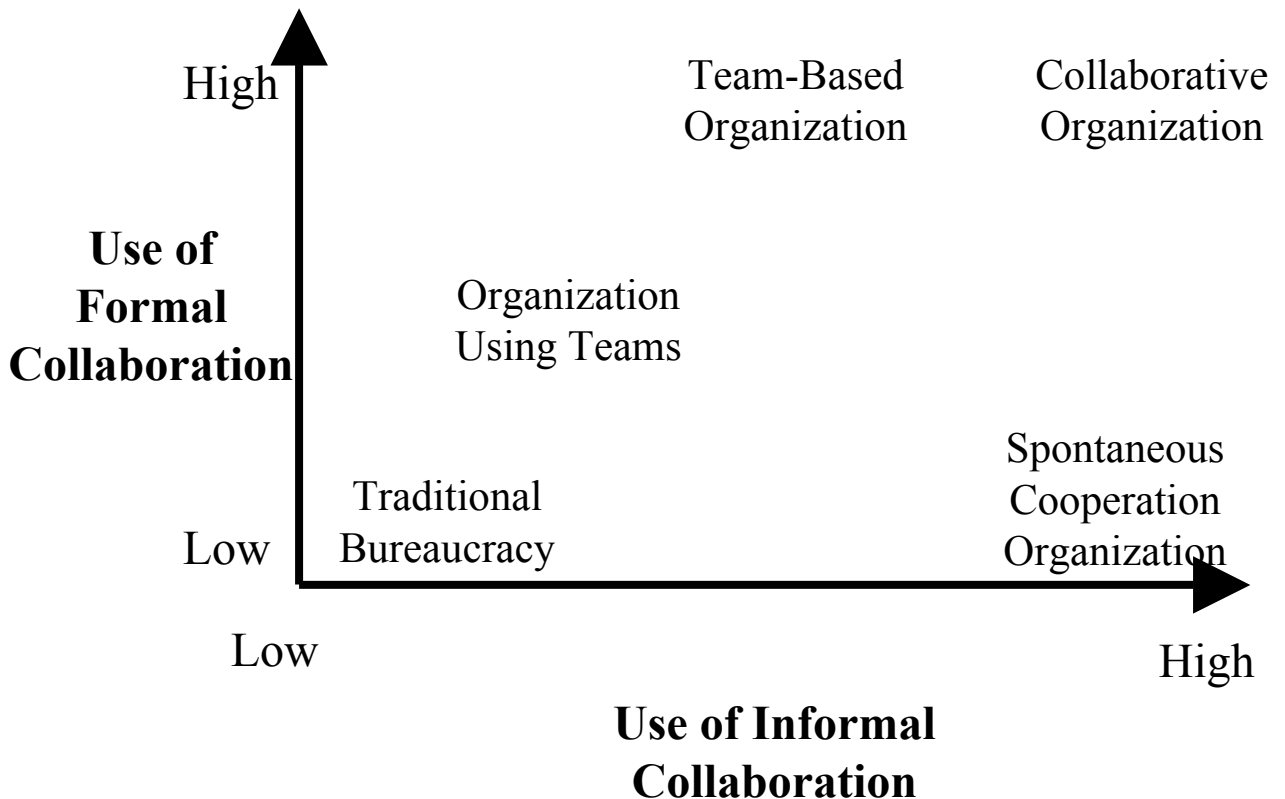 High
Team-Based
Organization
Collaborative
Organization
Use of
Formal
Collaboration
Organization
Using Teams
Traditional
Bureaucracy
Spontaneous
Cooperation
Organization
Low
Low
High
Use of Informal
Collaboration